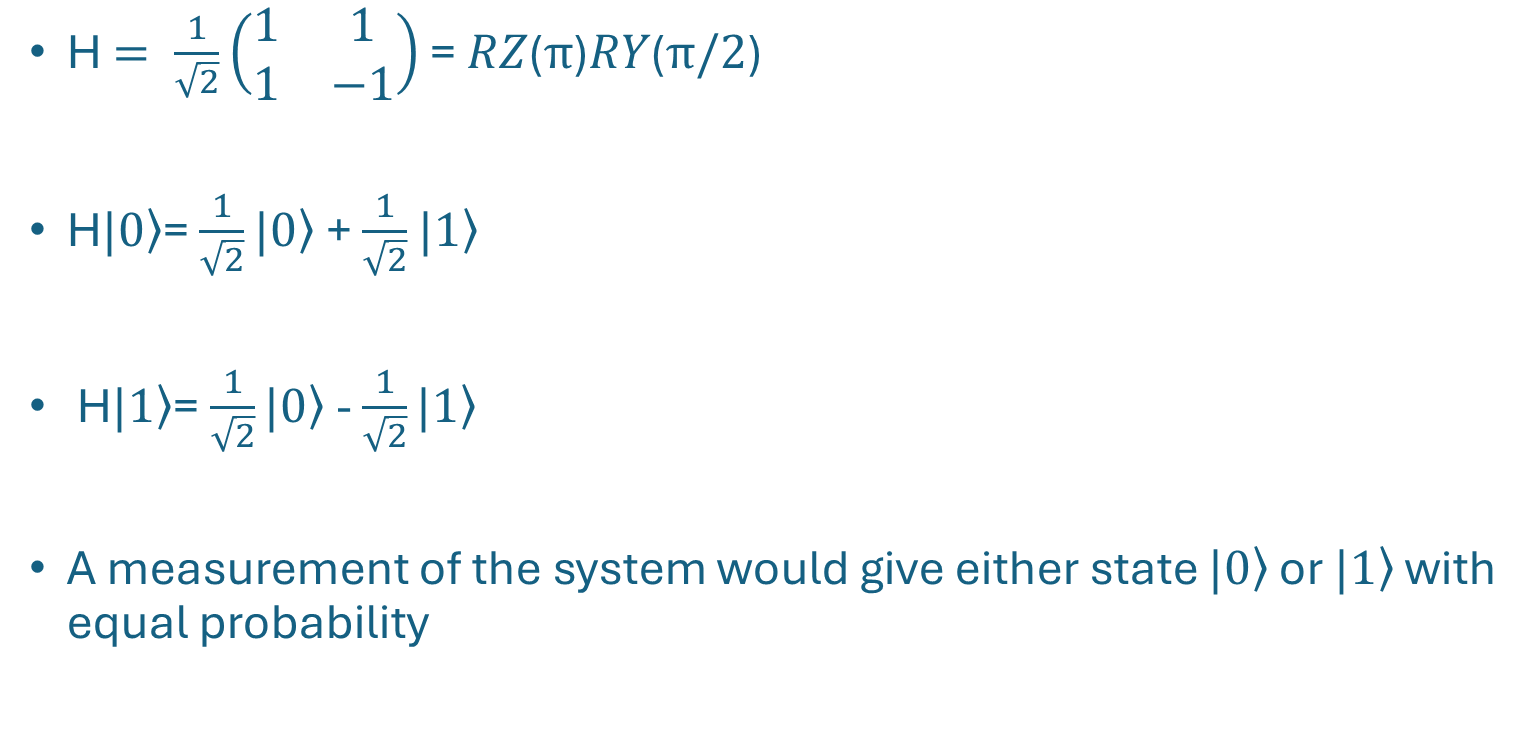 • H = 1/√2 (1 1; 1 −1) = RZ(π)RY(π/2)
• H|0⟩= 1/√2 |0⟩ + 1/√2 |1⟩
• H|1⟩= 1/√2 |0⟩ - 1/√2 |1⟩
• A measurement of the system would give either state |0⟩ or |1⟩ with
equal probability